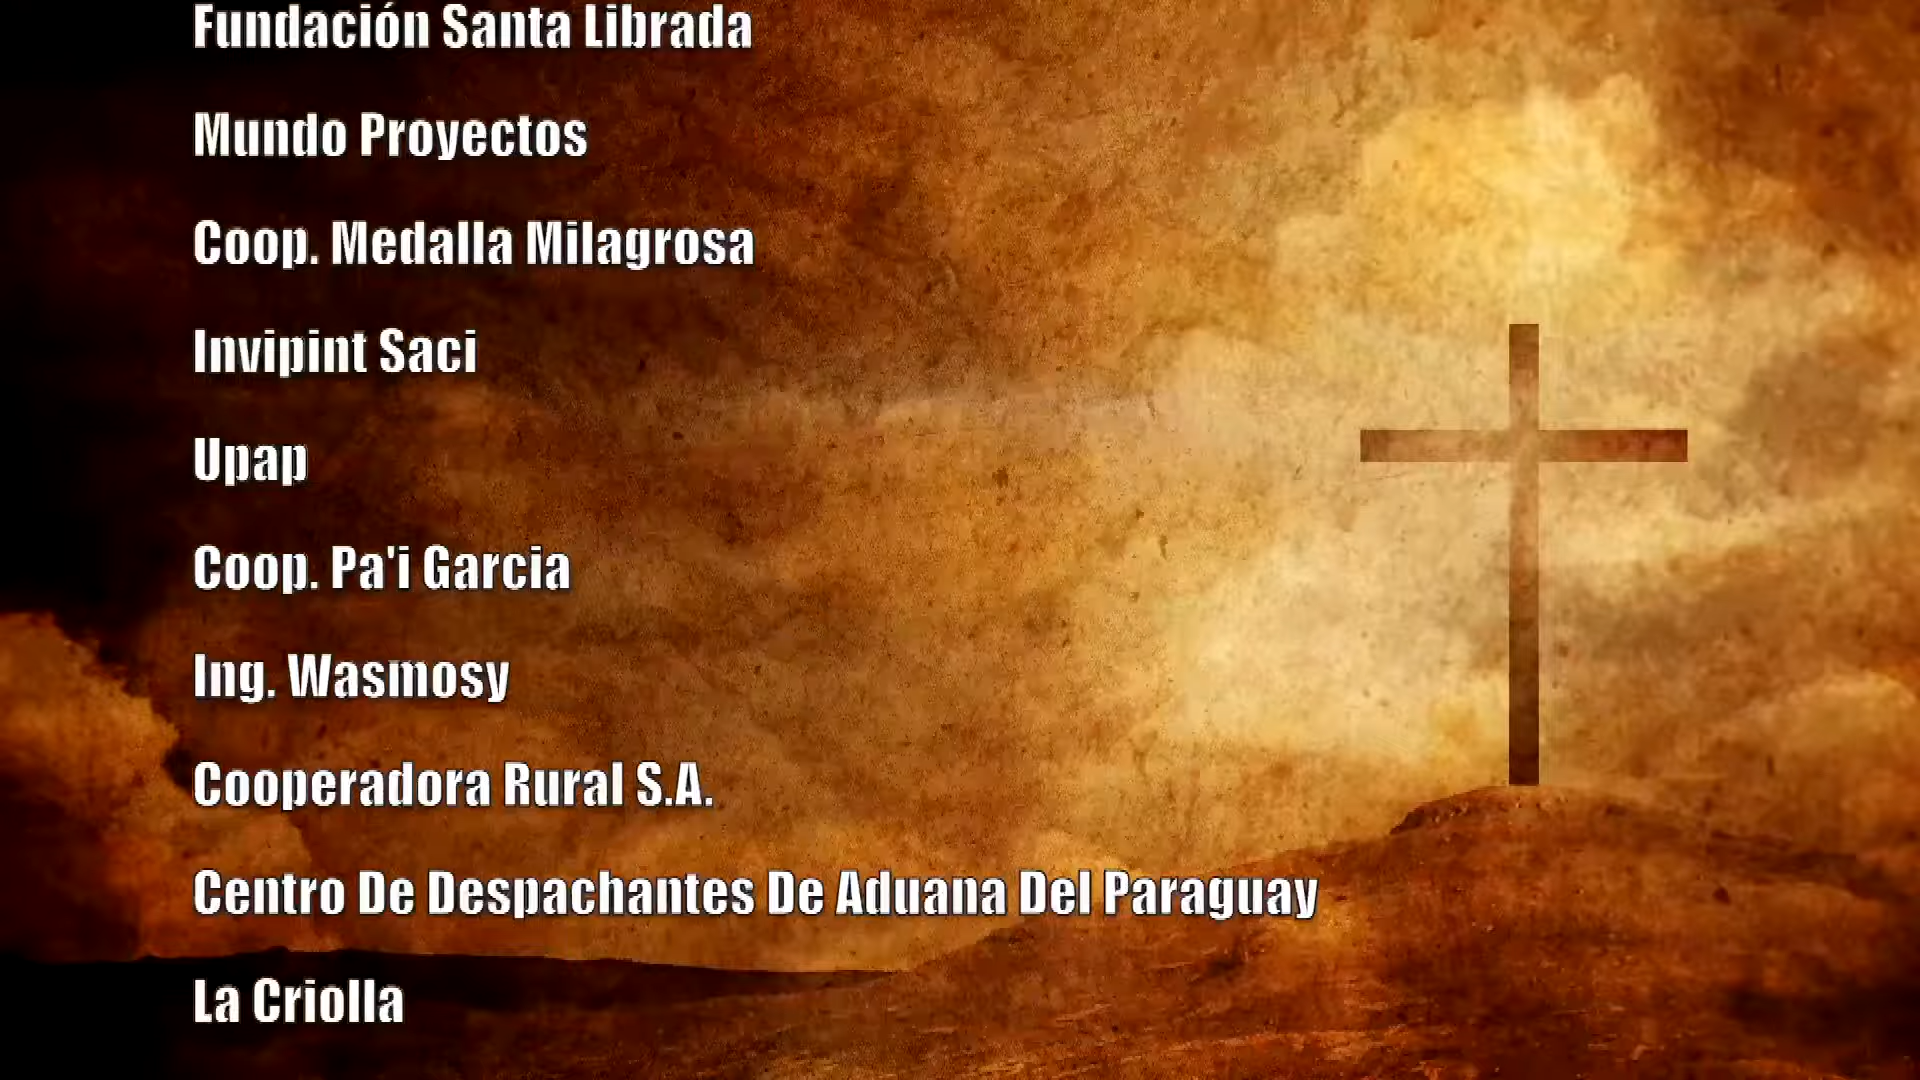 Fundación Santa Librada
Mundo Proyectos
Coop. Medalla Milagrosa
Invipint Saci
Upap
Coop. Pa'i Garcia
Ing. Wasmosy
Cooperadora Rural S.A.
Centro De Despachantes De Aduana Del Paraguay
La Criolla